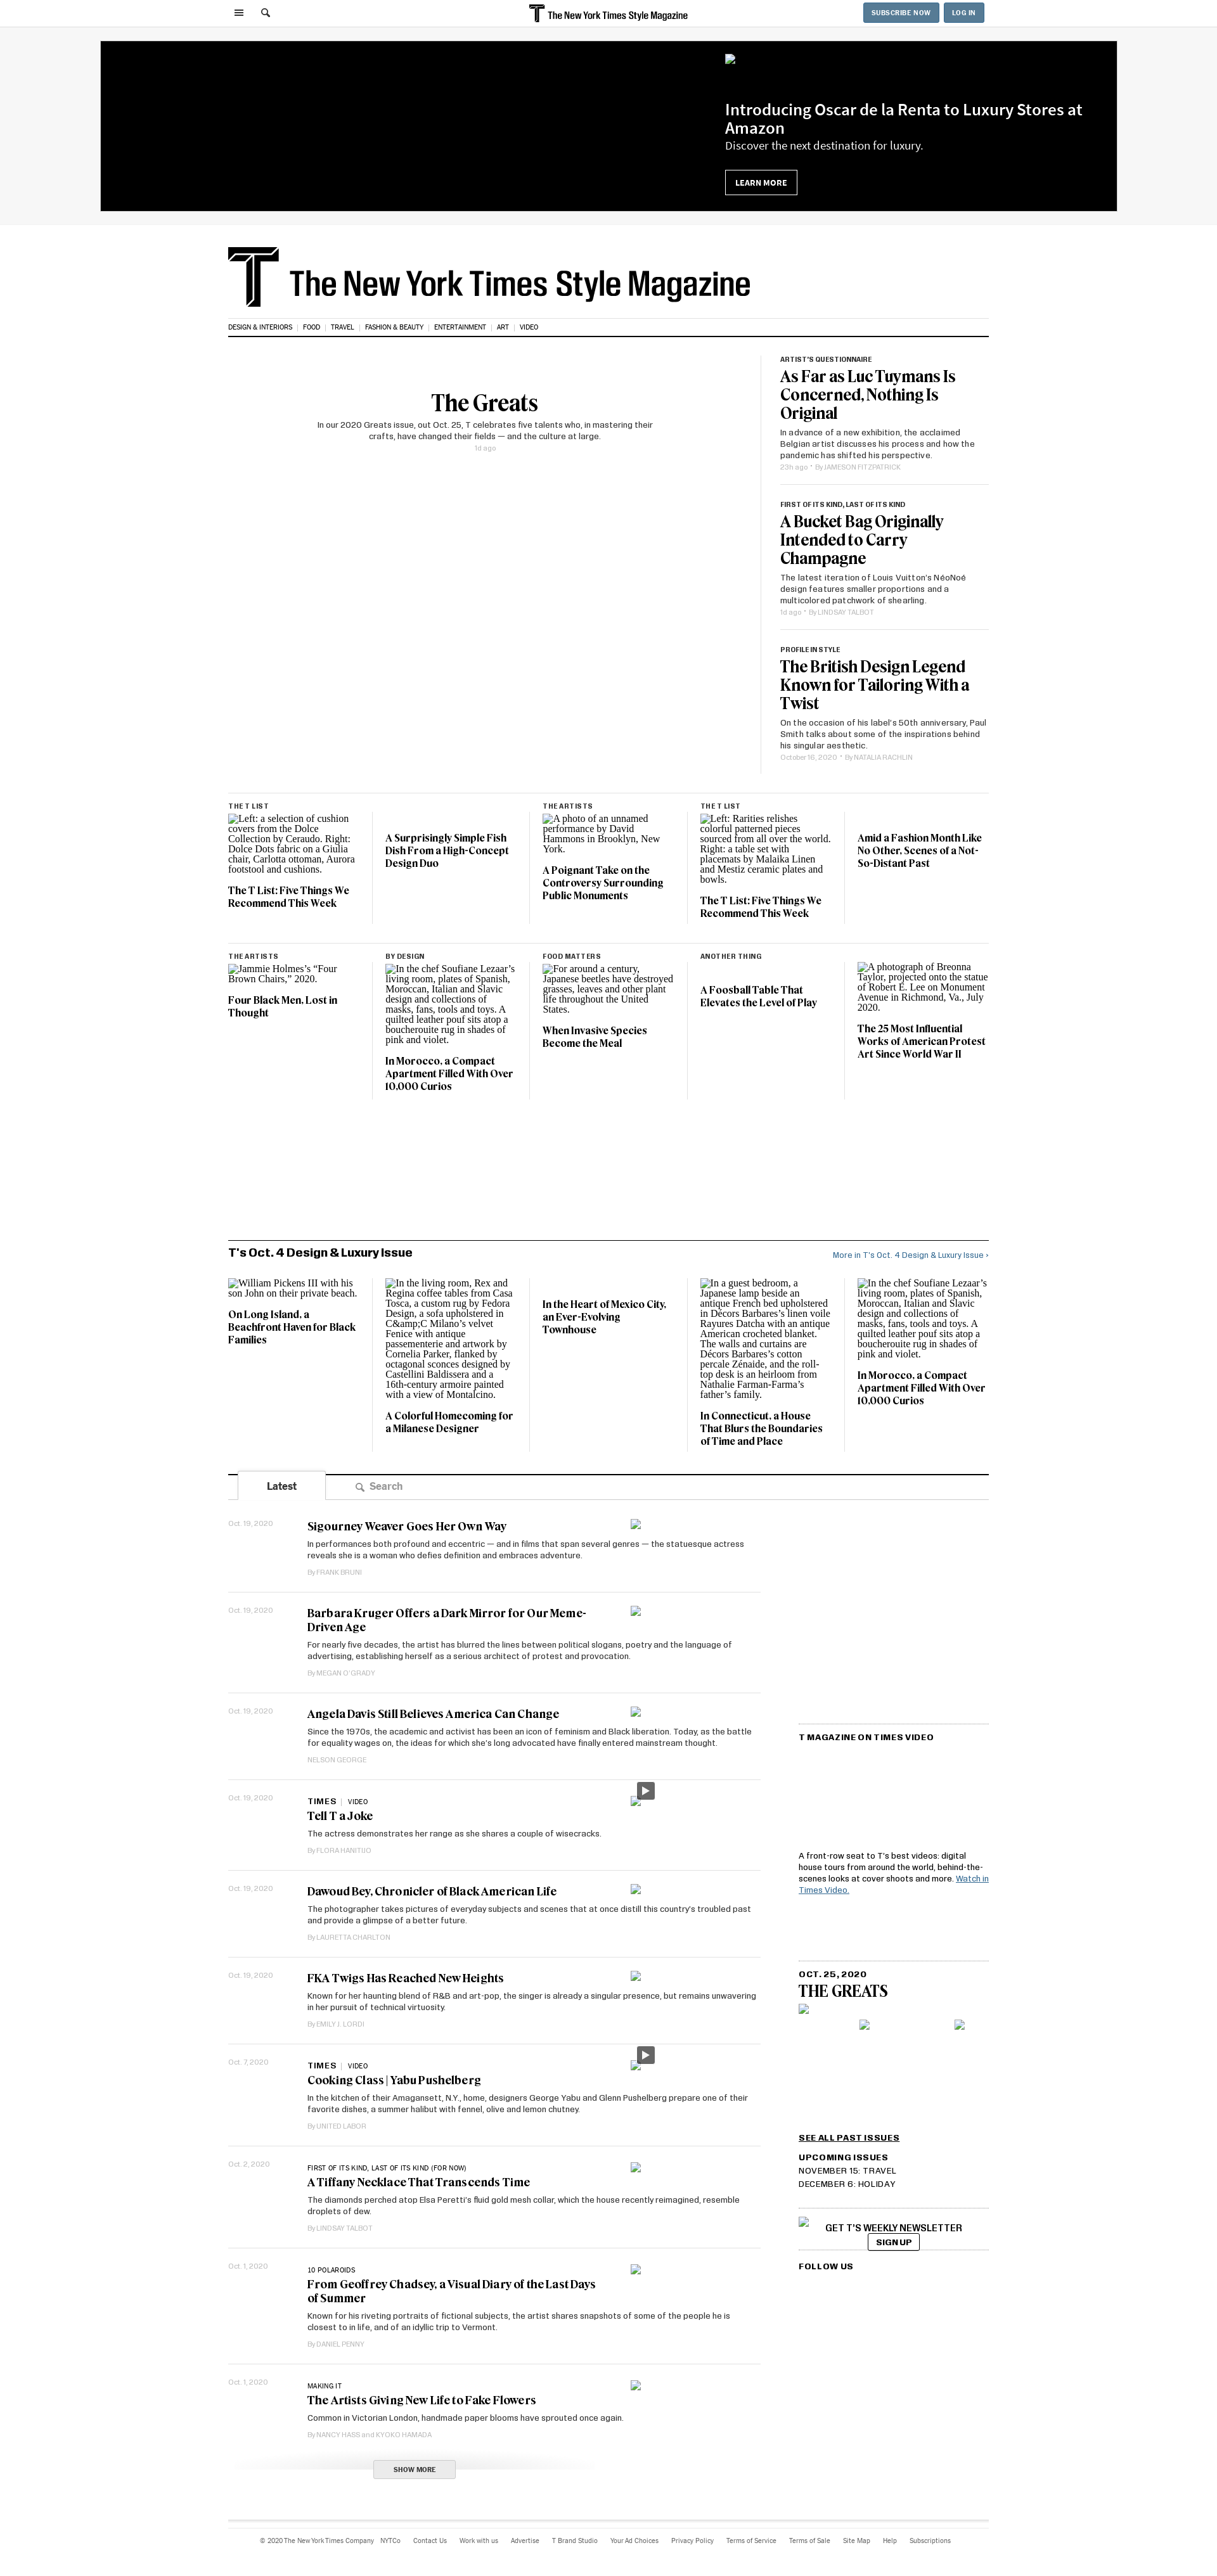 The New York Times Style Magazine
SUBSCRIBE NOW
LOG IN
Introducing Oscar de la Renta to Luxury Stores at
Amazon
Discover the next destination for luxury.
LEARN MORE
The New York Times Style Magazine
DESIGN & INTERIORS | FOOD | TRAVEL | FASHION & BEAUTY | ENTERTAINMENT | ART | VIDEO
The Greats
In our 2020 Greats issue, out Oct. 25, T celebrates five talents who, in mastering their
crafts, have changed their fields — and the culture at large.
1d ago
ARTIST'S QUESTIONNAIRE
As Far as Luc Tuymans Is
Concerned, Nothing Is
Original
In advance of a new exhibition, the acclaimed
Belgian artist discusses his process and how the
pandemic has shifted his perspective.
23h ago • By JAMESON FITZPATRICK
FIRST OF ITS KIND, LAST OF ITS KIND
A Bucket Bag Originally
Intended to Carry
Champagne
The latest iteration of Louis Vuitton's NéoNoé
design features smaller proportions and a
multicolored patchwork of shearling.
1d ago • By LINDSAY TALBOT
PROFILE IN STYLE
The British Design Legend
Known for Tailoring With a
Twist
On the occasion of his label's 50th anniversary, Paul
Smith talks about some of the inspirations behind
his singular aesthetic.
October 16, 2020 • By NATALIA RACHLIN
THE T LIST
Left: a selection of cushion
covers from the Dolce
Collection by Ceraudo. Right:
Dolce Dots fabric on a Giulia
chair, Carlotta ottoman, Aurora
footstool and cushions.
The T List: Five Things We
Recommend This Week
A Surprisingly Simple Fish
Dish From a High-Concept
Design Duo
THE ARTISTS
A photo of an unnamed
performance by David
Hammons in Brooklyn, New
York.
A Poignant Take on the
Controversy Surrounding
Public Monuments
THE T LIST
Left: Rarities relishes
colorful patterned pieces
sourced from all over the world.
Right: a table set with
placemats by Malaika Linen
and Mestiz ceramic plates and
bowls.
The T List: Five Things We
Recommend This Week
Amid a Fashion Month Like
No Other, Scenes of a Not-
So-Distant Past
THE ARTISTS
Jammie Holmes's “Four
Brown Chairs,” 2020.
Four Black Men, Lost in
Thought
BY DESIGN
In the chef Soufiane Lezaar’s
living room, plates of Spanish,
Moroccan, Italian and Slavic
design and collections of
masks, fans, tools and toys. A
quilted leather pouf sits atop a
boucherouite rug in shades of
pink and violet.
In Morocco, a Compact
Apartment Filled With Over
10,000 Curios
FOOD MATTERS
For around a century,
Japanese beetles have destroyed
grasses, leaves and other plant
life throughout the United
States.
When Invasive Species
Become the Meal
ANOTHER THING
A Foosball Table That
Elevates the Level of Play
A photograph of Breonna
Taylor, projected onto the statue
of Robert E. Lee on Monument
Avenue in Richmond, Va., July
2020.
The 25 Most Influential
Works of American Protest
Art Since World War II
T's Oct. 4 Design & Luxury Issue
More in T's Oct. 4 Design & Luxury Issue ›
William Pickens III with his
son John on their private beach.
On Long Island, a
Beachfront Haven for Black
Families
In the living room, Rex and
Regina coffee tables from Casa
Tosca, a custom rug by Fedora
Design, a sofa upholstered in
C&amp;C Milano’s velvet
Fenice with antique
passementerie and artwork by
Cornelia Parker, flanked by
octagonal sconces designed by
Castellini Baldissera and a
16th-century armoire painted
with a view of Montalcino.
A Colorful Homecoming for
a Milanese Designer
In the Heart of Mexico City,
an Ever-Evolving
Townhouse
In a guest bedroom, a
Japanese lamp beside an
antique French bed upholstered
in Décors Barbares’s linen voile
Rayures Datcha with an antique
American crocheted blanket.
The walls and curtains are
Décors Barbares’s cotton
percale Zénaide, and the roll-
top desk is an heirloom from
Nathalie Farman-Farma’s
father’s family.
In Connecticut, a House
That Blurs the Boundaries
of Time and Place
In the chef Soufiane Lezaar’s
living room, plates of Spanish,
Moroccan, Italian and Slavic
design and collections of
masks, fans, tools and toys. A
quilted leather pouf sits atop a
boucherouite rug in shades of
pink and violet.
In Morocco, a Compact
Apartment Filled With Over
10,000 Curios
Latest
Search
Oct. 19, 2020
Sigourney Weaver Goes Her Own Way
In performances both profound and eccentric — and in films that span several genres — the statuesque actress
reveals she is a woman who defies definition and embraces adventure.
By FRANK BRUNI
Oct. 19, 2020
Barbara Kruger Offers a Dark Mirror for Our Meme-
Driven Age
For nearly five decades, the artist has blurred the lines between political slogans, poetry and the language of
advertising, establishing herself as a serious architect of protest and provocation.
By MEGAN O'GRADY
Oct. 19, 2020
Angela Davis Still Believes America Can Change
Since the 1970s, the academic and activist has been an icon of feminism and Black liberation. Today, as the battle
for equality wages on, the ideas for which she's long advocated have finally entered mainstream thought.
NELSON GEORGE
Oct. 19, 2020
TIMES | VIDEO
Tell T a Joke
The actress demonstrates her range as she shares a couple of wisecracks.
By FLORA HANITIJO
Oct. 19, 2020
Dawoud Bey, Chronicler of Black American Life
The photographer takes pictures of everyday subjects and scenes that at once distill this country's troubled past
and provide a glimpse of a better future.
By LAURETTA CHARLTON
Oct. 19, 2020
FKA Twigs Has Reached New Heights
Known for her haunting blend of R&B and art-pop, the singer is already a singular presence, but remains unwavering
in her pursuit of technical virtuosity.
By EMILY J. LORDI
Oct. 7, 2020
TIMES | VIDEO
Cooking Class | Yabu Pushelberg
In the kitchen of their Amagansett, N.Y., home, designers George Yabu and Glenn Pushelberg prepare one of their
favorite dishes, a summer halibut with fennel, olive and lemon chutney.
By UNITED LABOR
Oct. 2, 2020
FIRST OF ITS KIND, LAST OF ITS KIND (FOR NOW)
A Tiffany Necklace That Transcends Time
The diamonds perched atop Elsa Peretti's fluid gold mesh collar, which the house recently reimagined, resemble
droplets of dew.
By LINDSAY TALBOT
Oct. 1, 2020
10 POLAROIDS
From Geoffrey Chadsey, a Visual Diary of the Last Days
of Summer
Known for his riveting portraits of fictional subjects, the artist shares snapshots of some of the people he is
closest to in life, and of an idyllic trip to Vermont.
By DANIEL PENNY
Oct. 1, 2020
MAKING IT
The Artists Giving New Life to Fake Flowers
Common in Victorian London, handmade paper blooms have sprouted once again.
By NANCY HASS and KYOKO HAMADA
SHOW MORE
T MAGAZINE ON TIMES VIDEO
A front-row seat to T's best videos: digital
house tours from around the world, behind-the-
scenes looks at cover shoots and more. Watch in
Times Video.
OCT. 25, 2020
THE GREATS
SEE ALL PAST ISSUES
UPCOMING ISSUES
NOVEMBER 15: TRAVEL
DECEMBER 6: HOLIDAY
GET T'S WEEKLY NEWSLETTER
SIGN UP
FOLLOW US
© 2020 The New York Times Company NYTCo Contact Us Work with us Advertise T Brand Studio Your Ad Choices Privacy Policy Terms of Service Terms of Sale Site Map Help Subscriptions